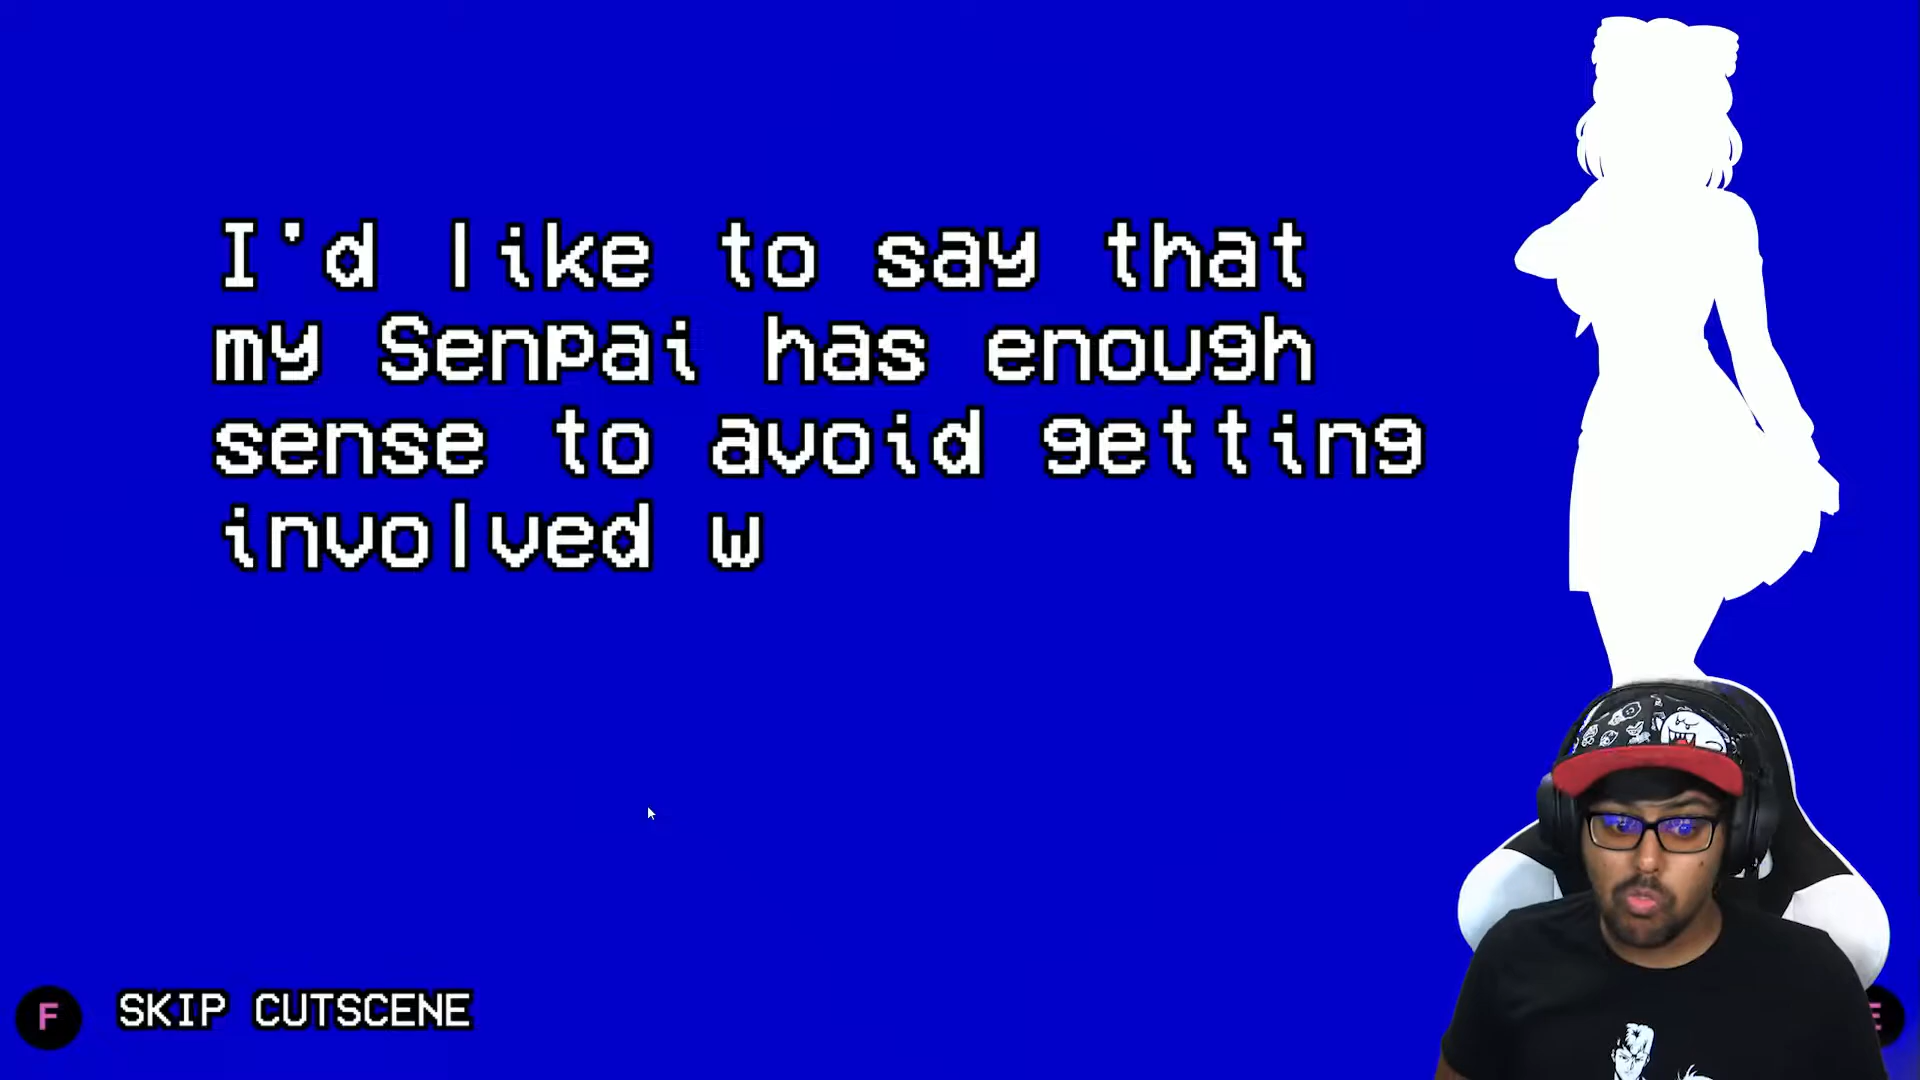 I'd like to say that
my Senpai has enough
sense to avoid getting
involved w
F SKIP CUTSCENE
E